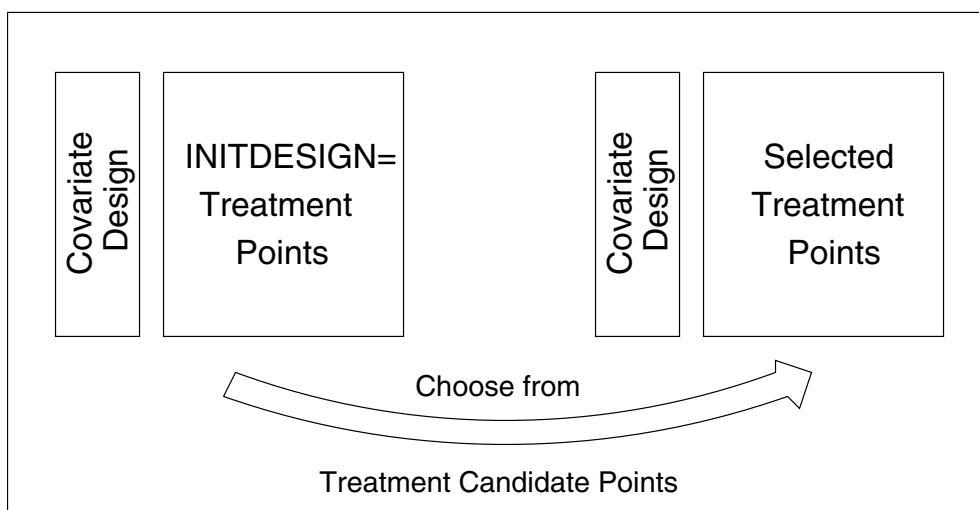 Covariate
Design
INITDESIGN=
Treatment
Points
Covariate
Design
Selected
Treatment
Points
Choose from
Treatment Candidate Points